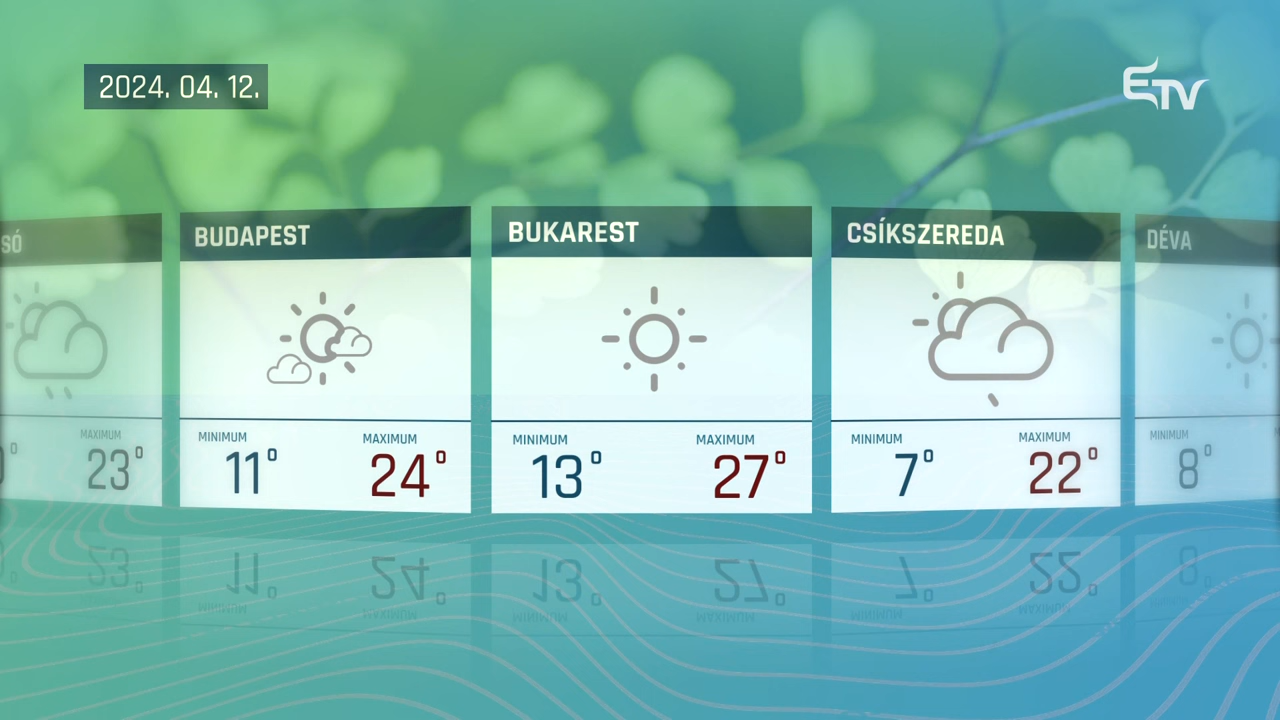 2024. 04. 12.
ETV
SÓ
MAXIMUM
23°
BUDAPEST
MINIMUM MAXIMUM
11° 24°
BUKAREST
MINIMUM MAXIMUM
13° 27°
CSÍKSZEREDA
MINIMUM MAXIMUM
7° 22°
DÉVA
MINIMUM
8°